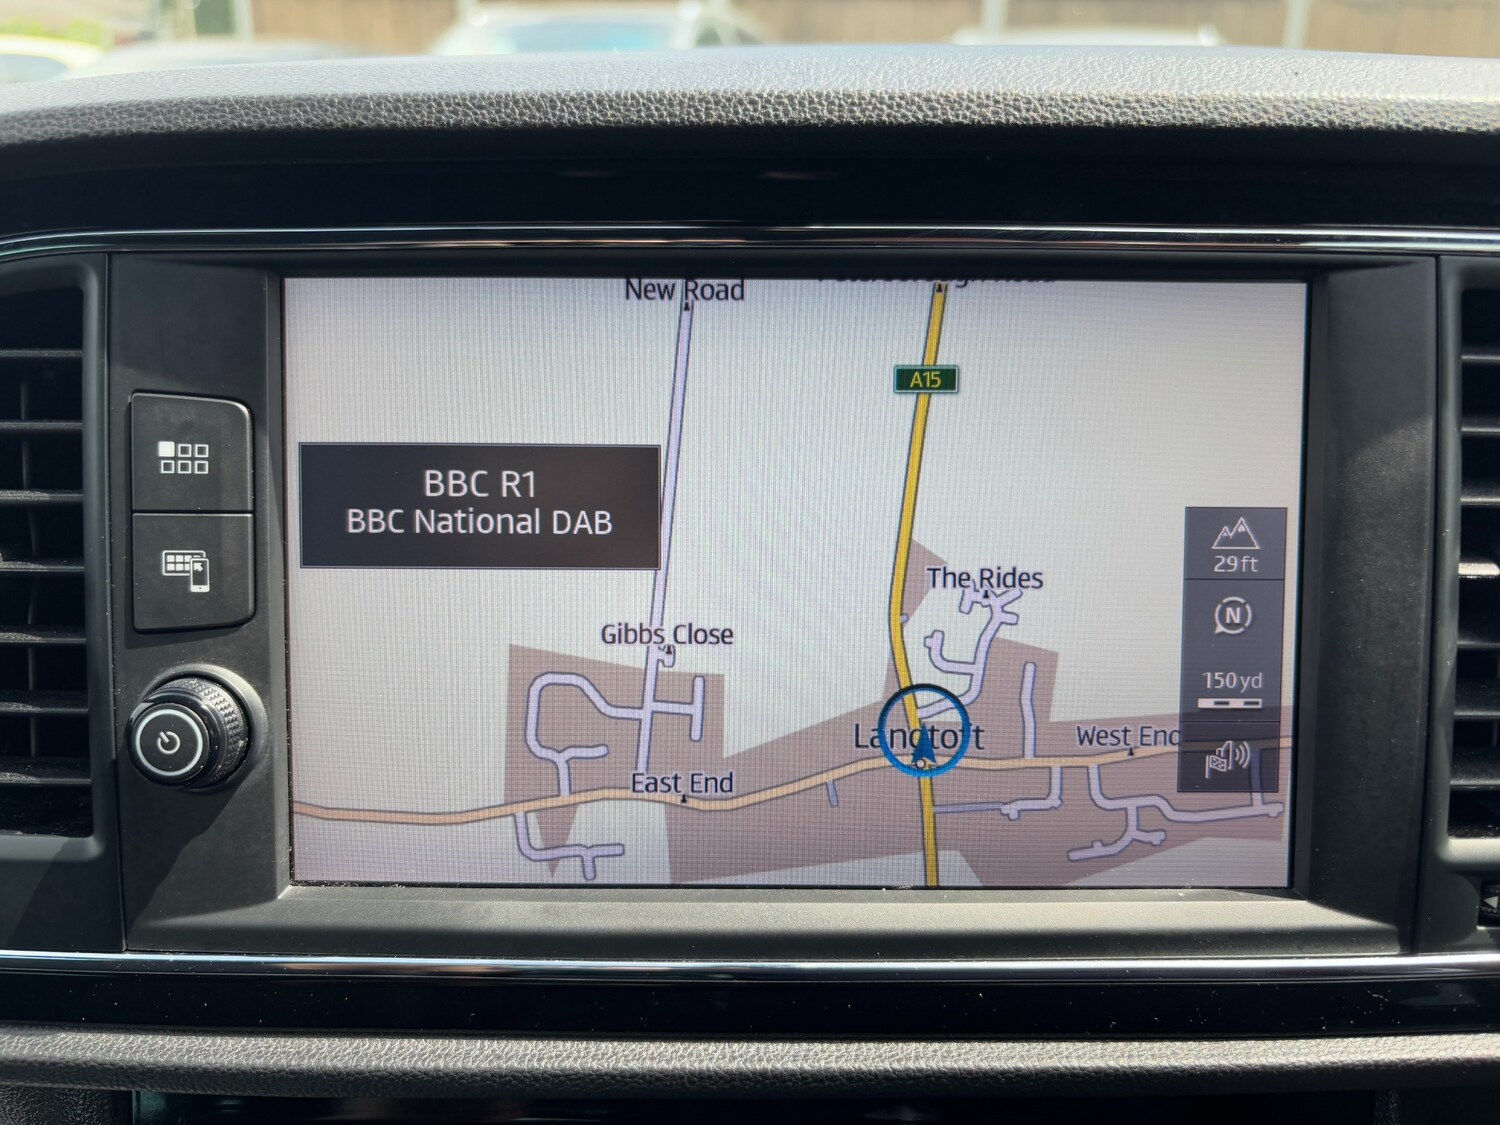 New Road
Road
A15
BBC R1
BBC National DAB
29ft
The Rides
N
Gibbs Close
150yd
Langtoft
West End
East End